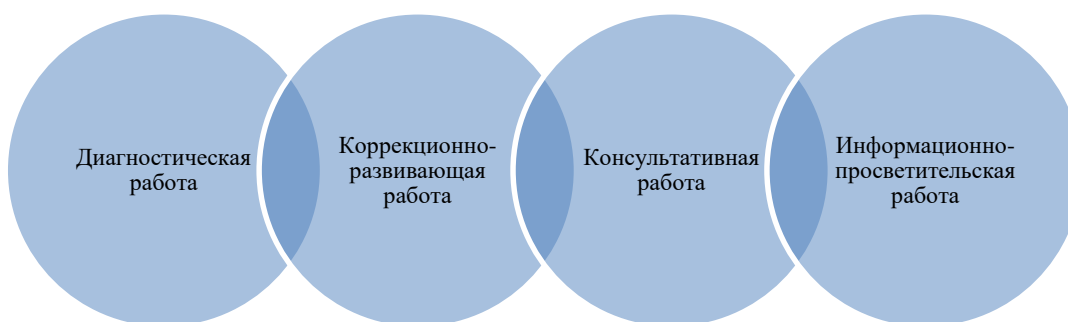 Диагностическая
работа
Коррекционно-
развивающая
работа
Консультативная
работа
Информационно-
просветительская
работа